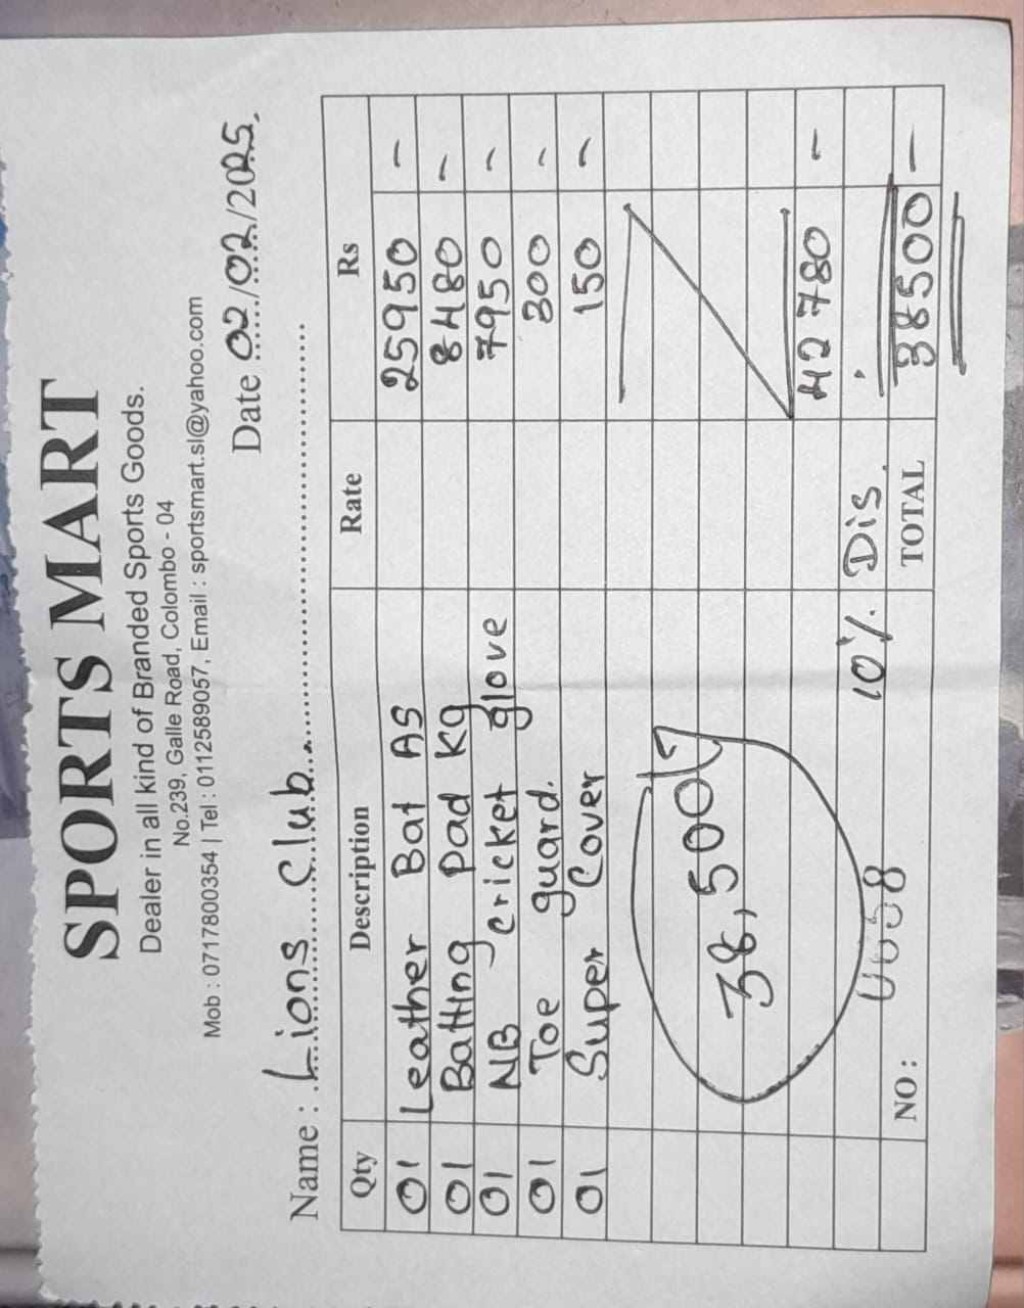 SPORTS MART
Dealer in all kind of Branded Sports Goods.
No.239, Galle Road, Colombo - 04
Mob : 0717800354 | Tel : 0112589057, Email : sportsmart.sl@yahoo.com
Date 02/02/2025.
Name : Lions Club
Qty Description Rate Rs
01 Leather Bat AS 25950 -
01 Batting Pad Kg 8480 -
01 NB cricket glove 7950 -
01 Toe guard. 300 -
01 Super Cover 150 -
38,500/
42780 -
10% Dis.
NO : TOTAL 38500 -